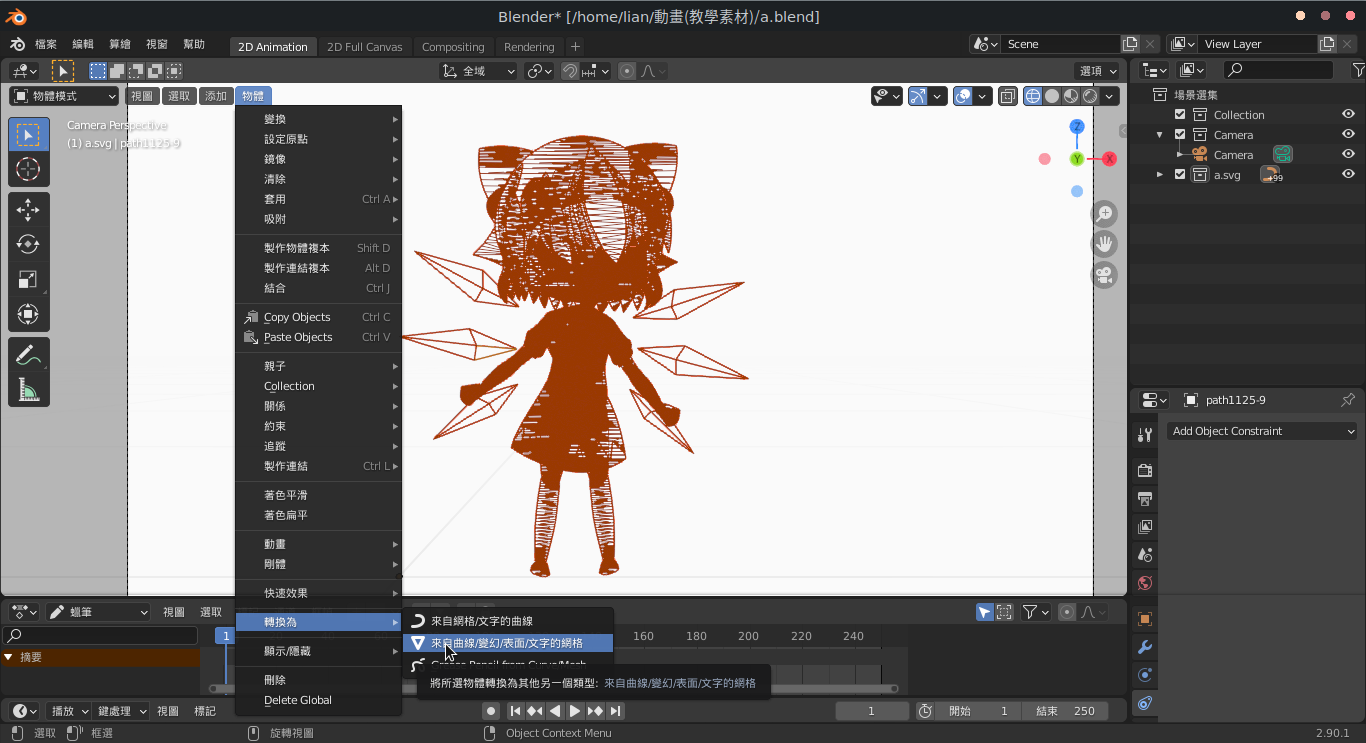 Blender* [/home/lian/動畫(教學素材)/a.blend]
檔案 編輯 算繪 視窗 幫助 2D Animation 2D Full Canvas Compositing Rendering + Scene View Layer
全域 選項
物體模式 視圖 選取 添加 物體
Camera Perspective
(1) a.svg | path1125-9
變換
設定原點
鏡像
清除
套用 Ctrl A
吸附
製作物體複本 Shift D
製作連結複本 Alt D
結合 Ctrl J
Copy Objects Ctrl C
Paste Objects Ctrl V
親子
Collection
關係
約束
追蹤
製作連結 Ctrl L
著色平滑
著色扁平
動畫
剛體
快速效果
轉換為
顯示/隱藏
刪除
Delete Global
來自網格/文字的曲線
來自曲線/變幻/表面/文字的網格
Grease Pencil from Curve/Mesh
將所選物體轉換為其他另一個類型: 來自曲線/變幻/表面/文字的網格
Z
Y
X
場景選集
Collection
Camera
Camera
a.svg +99
path1125-9
Add Object Constraint
蠟筆 視圖 選取
1 160 180 200 220 240
摘要
播放 鍵處理 視圖 標記 1 開始 1 結束 250
選取 框選 旋轉視圖 Object Context Menu 2.90.1